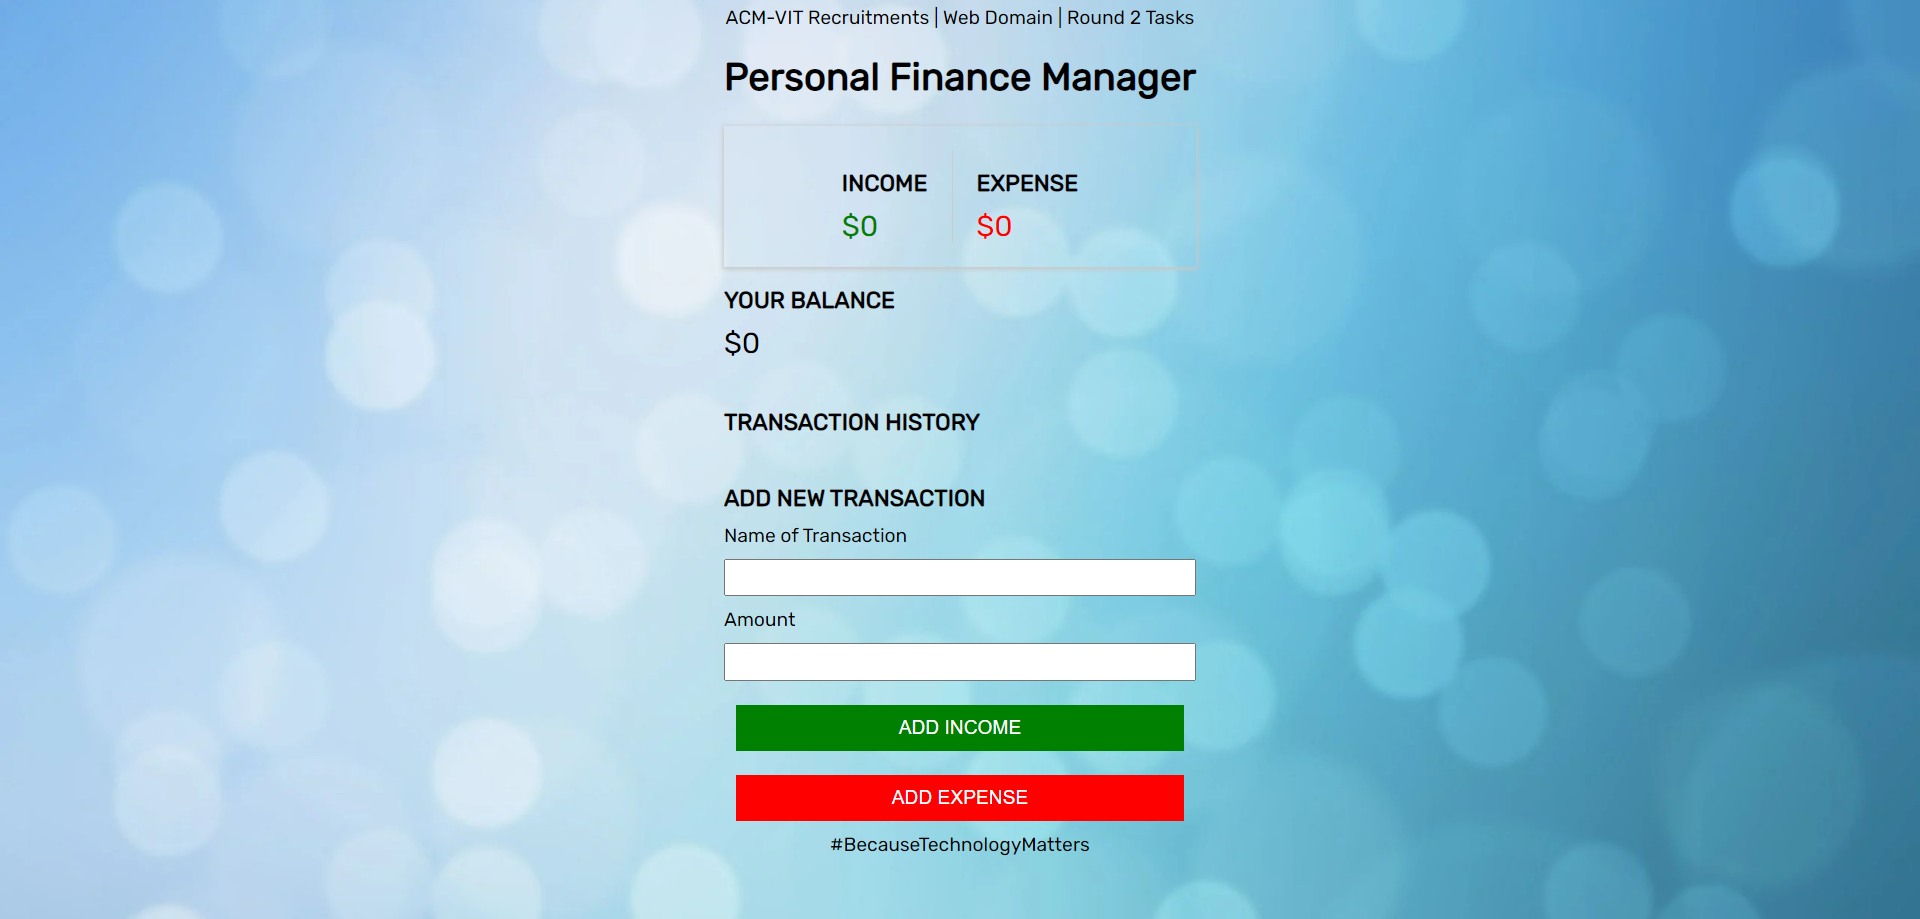 ACM-VIT Recruitments | Web Domain | Round 2 Tasks
Personal Finance Manager
INCOME EXPENSE
$0 $0
YOUR BALANCE
$0
TRANSACTION HISTORY
ADD NEW TRANSACTION
Name of Transaction
Amount
ADD INCOME
ADD EXPENSE
#BecauseTechnologyMatters